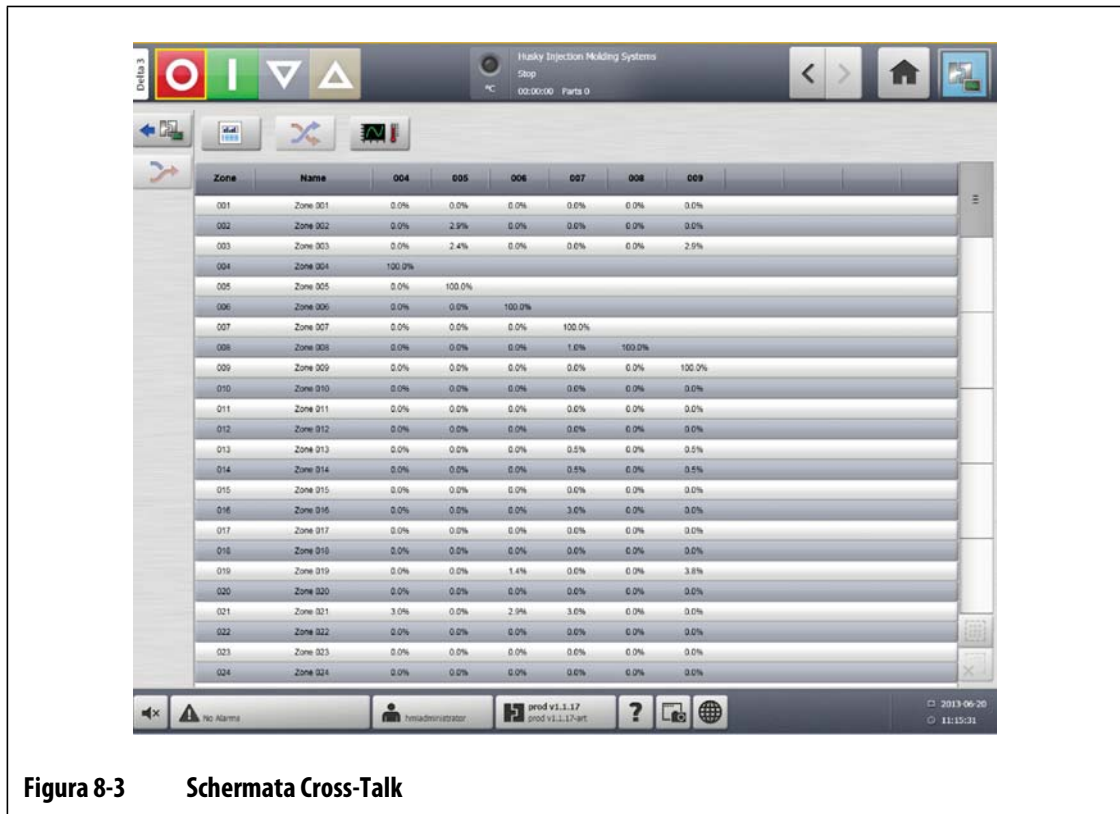 Delta 3
Husky Injection Molding Systems
Stop
°C 00:00:00 Parts 0
Zone Name 004 005 006 007 008 009
001 Zone 001 0.0% 0.0% 0.0% 0.0% 0.0% 0.0%
002 Zone 002 0.0% 2.9% 0.0% 0.0% 0.0% 0.0%
003 Zone 003 0.0% 2.4% 0.0% 0.0% 0.0% 2.9%
004 Zone 004 100.0%
005 Zone 005 0.0% 100.0%
006 Zone 006 0.0% 0.0% 100.0%
007 Zone 007 0.0% 0.0% 0.0% 100.0%
008 Zone 008 0.0% 0.0% 0.0% 1.0% 100.0%
009 Zone 009 0.0% 0.0% 0.0% 0.0% 0.0% 100.0%
010 Zone 010 0.0% 0.0% 0.0% 0.0% 0.0% 0.0%
011 Zone 011 0.0% 0.0% 0.0% 0.0% 0.0% 0.0%
012 Zone 012 0.0% 0.0% 0.0% 0.0% 0.0% 0.0%
013 Zone 013 0.0% 0.0% 0.0% 0.5% 0.0% 0.5%
014 Zone 014 0.0% 0.0% 0.0% 0.5% 0.0% 0.5%
015 Zone 015 0.0% 0.0% 0.0% 0.0% 0.0% 0.0%
016 Zone 016 0.0% 0.0% 0.0% 3.0% 0.0% 0.0%
017 Zone 017 0.0% 0.0% 0.0% 0.0% 0.0% 0.0%
018 Zone 018 0.0% 0.0% 0.0% 0.0% 0.0% 0.0%
019 Zone 019 0.0% 0.0% 1.4% 0.0% 0.0% 3.8%
020 Zone 020 0.0% 0.0% 0.0% 0.0% 0.0% 0.0%
021 Zone 021 3.0% 0.0% 2.9% 3.0% 0.0% 0.0%
022 Zone 022 0.0% 0.0% 0.0% 0.0% 0.0% 0.0%
023 Zone 023 0.0% 0.0% 0.0% 0.0% 0.0% 0.0%
024 Zone 024 0.0% 0.0% 0.0% 0.0% 0.0% 0.0%
No Alarms
hmiadministrator
prod v1.1.17
prod v1.1.17-art
?
2013-06-20
11:15:31
Figura 8-3 Schermata Cross-Talk